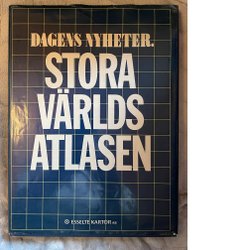 DAGENS NYHETER.
STORA
VÄRLDS
ATLASEN
ESSELTE KARTOR AB